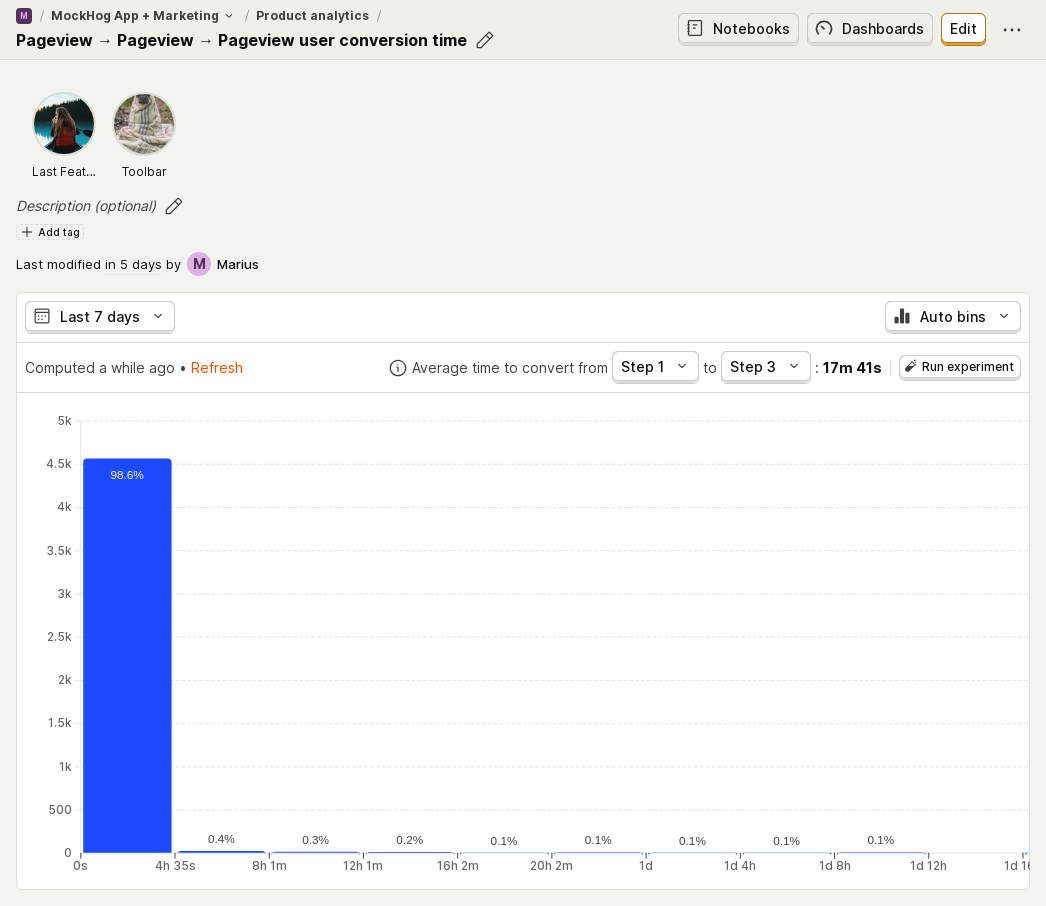 M / MockHog App + Marketing / Product analytics /
Pageview → Pageview → Pageview user conversion time
Notebooks Dashboards Edit
Last Feat... Toolbar
Description (optional)
Add tag
Last modified in 5 days by M Marius
Last 7 days Auto bins
Computed a while ago • Refresh Average time to convert from Step 1 to Step 3 : 17m 41s Run experiment
5k
98.6%
4.5k
4k
3.5k
3k
2.5k
2k
1.5k
1k
500
0.4% 0.3% 0.2% 0.1% 0.1% 0.1% 0.1% 0.1%
0
0s 4h 35s 8h 1m 12h 1m 16h 2m 20h 2m 1d 1d 4h 1d 8h 1d 12h 1d